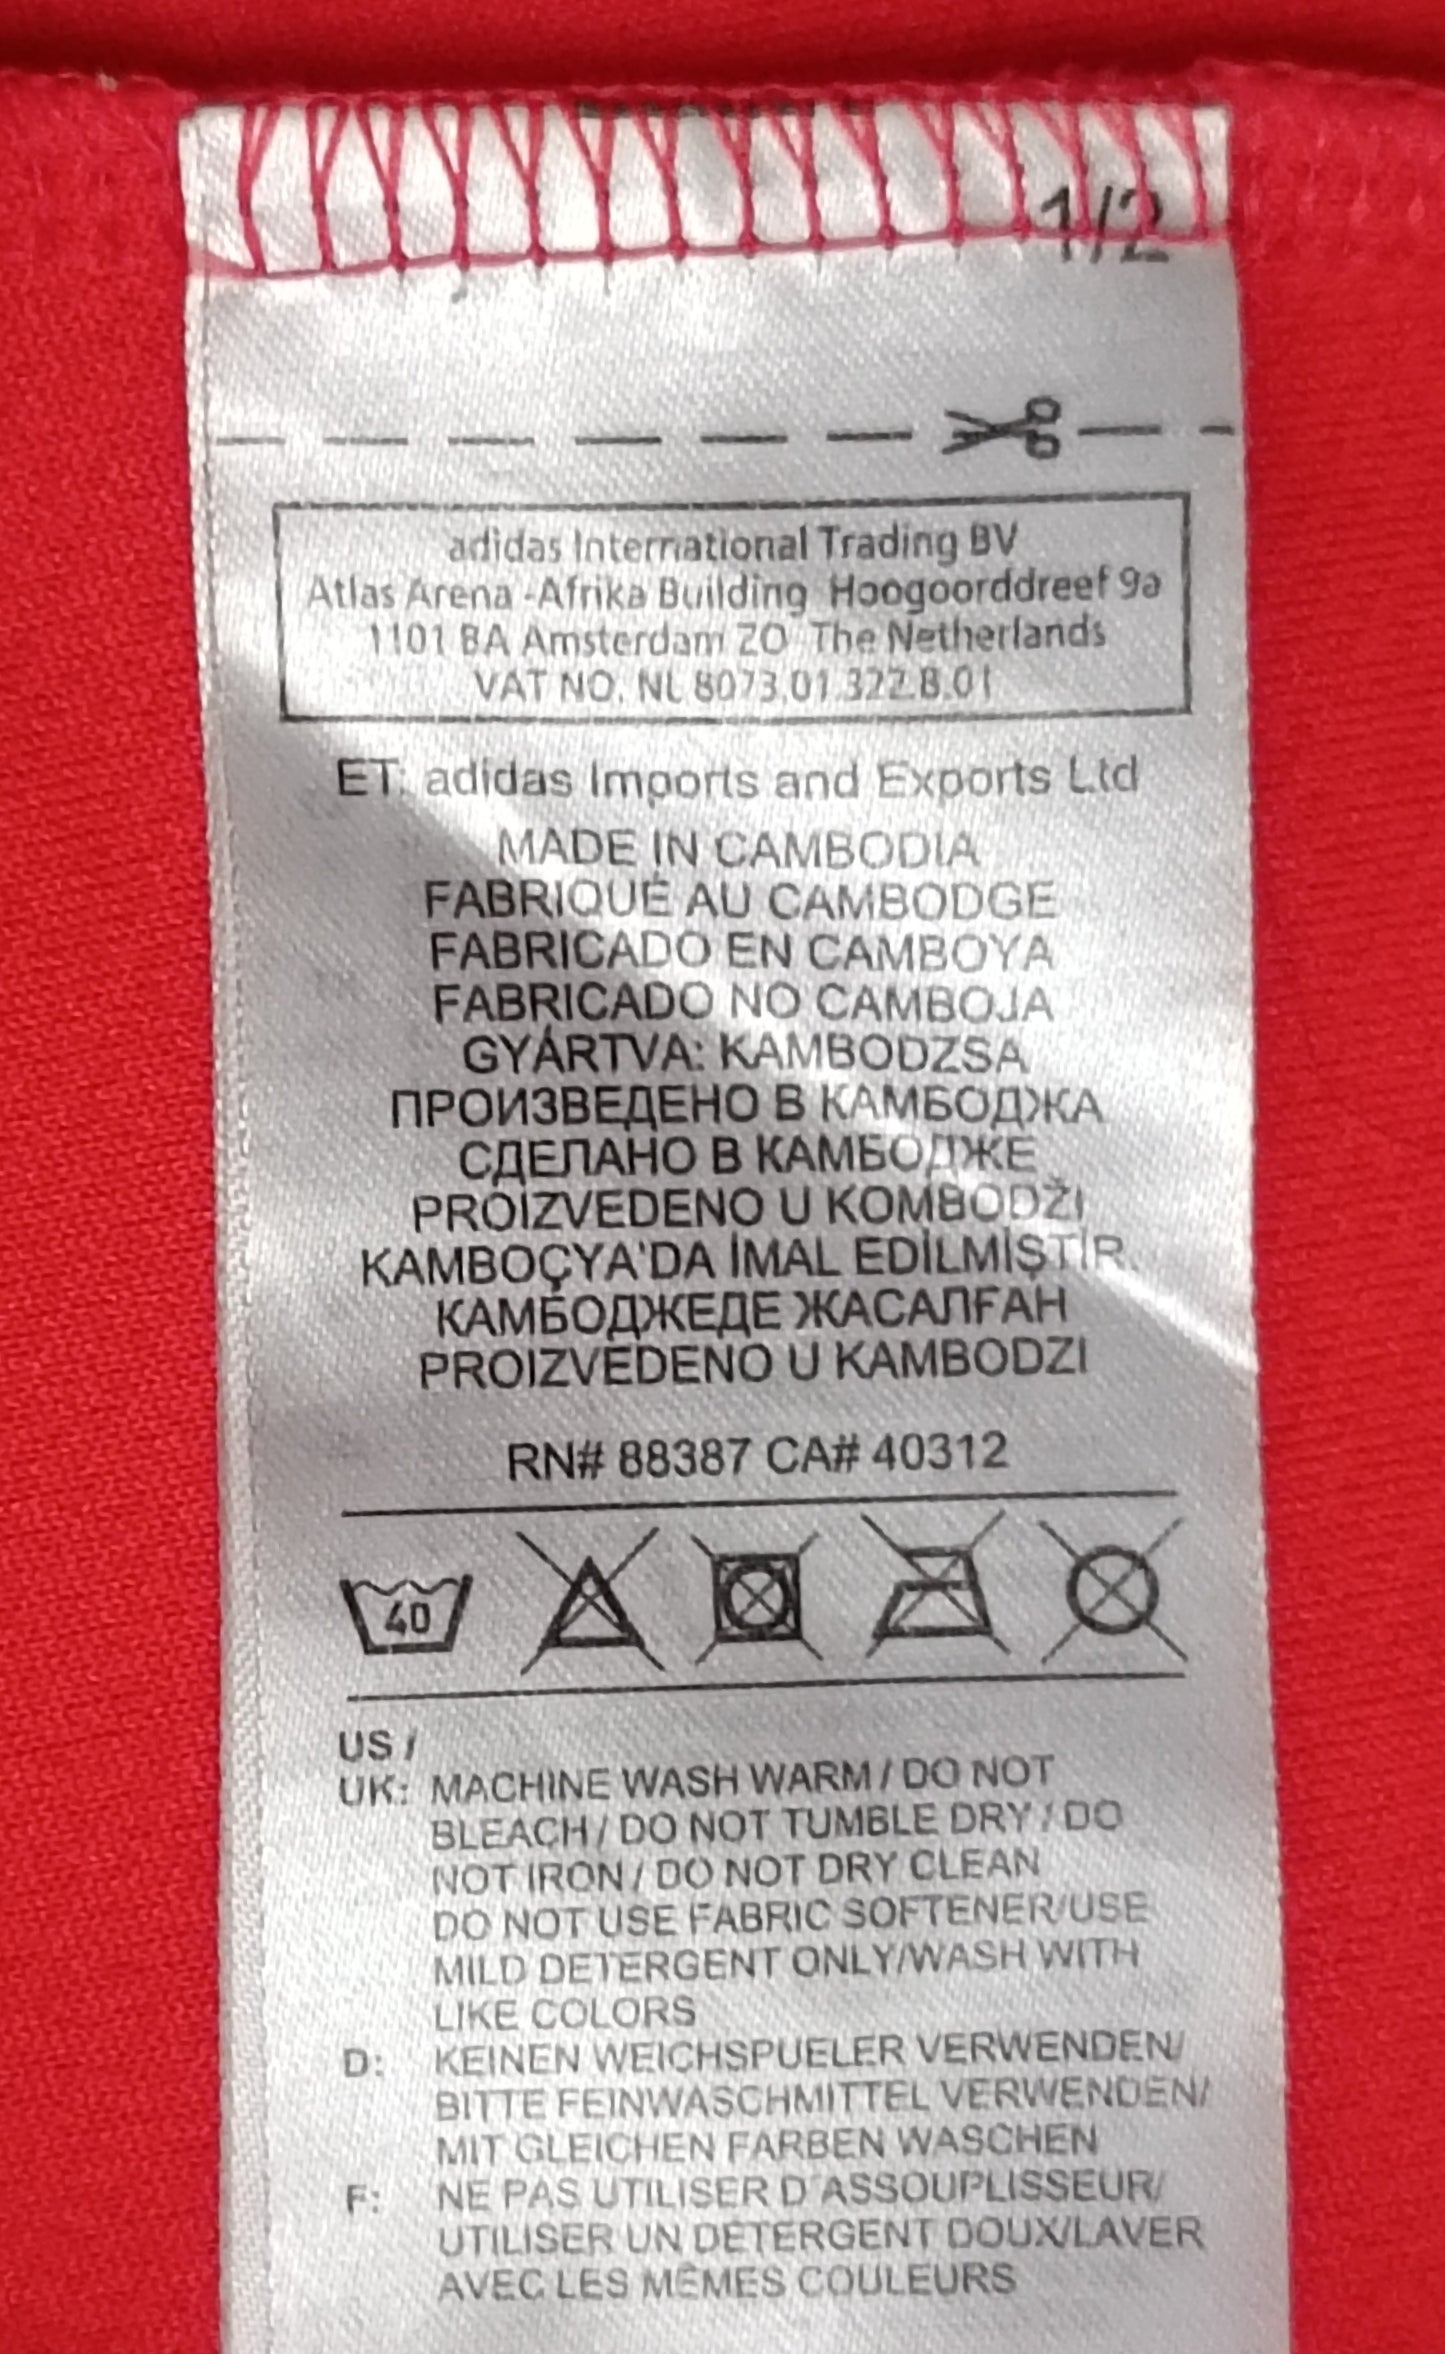 1/2
adidas International Trading BV
Atlas Arena -Afrika Building Hoogoorddreef 9a
1101 BA Amsterdam ZO The Netherlands
VAT NO. NL 8073.01.322.B.01
ET: adidas Imports and Exports Ltd
MADE IN CAMBODIA
FABRIQUÉ AU CAMBODGE
FABRICADO EN CAMBOYA
FABRICADO NO CAMBOJA
GYÁRTVA: KAMBODZSA
ПРОИЗВЕДЕНО В КАМБОДЖА
СДЕЛАНО В КАМБОДЖЕ
PROIZVEDENO U KOMBODŽI
KAMBOÇYA'DA İMAL EDİLMİŞTİR.
КАМБОДЖЕДЕ ЖАСАЛҒАН
PROIZVEDENO U KAMBODZI
RN# 88387 CA# 40312
40
US /
UK: MACHINE WASH WARM / DO NOT
BLEACH / DO NOT TUMBLE DRY / DO
NOT IRON / DO NOT DRY CLEAN
DO NOT USE FABRIC SOFTENER/USE
MILD DETERGENT ONLY/WASH WITH
LIKE COLORS
D: KEINEN WEICHSPUELER VERWENDEN/
BITTE FEINWASCHMITTEL VERWENDEN/
MIT GLEICHEN FARBEN WASCHEN
F: NE PAS UTILISER D'ASSOUPLISSEUR/
UTILISER UN DÉTERGENT DOUX/LAVER
AVEC LES MÊMES COULEURS